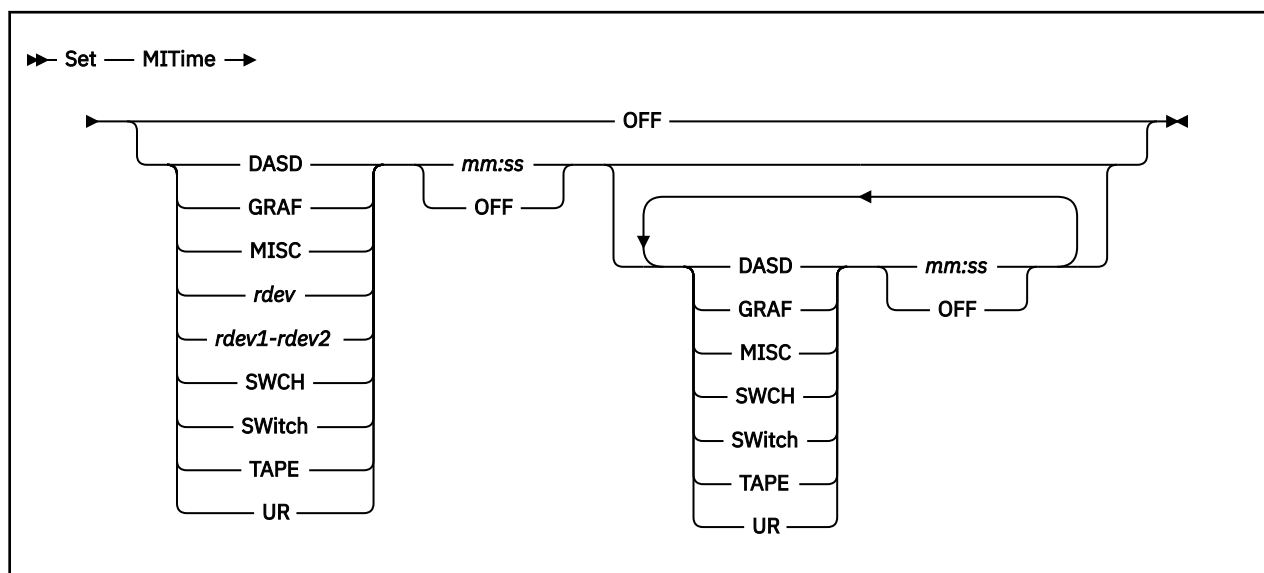 Set MITime
OFF
DASD mm:ss
GRAF OFF
MISC
rdev
rdev1-rdev2
SWCH
SWitch
TAPE
UR
DASD mm:ss
GRAF OFF
MISC
SWCH
SWitch
TAPE
UR